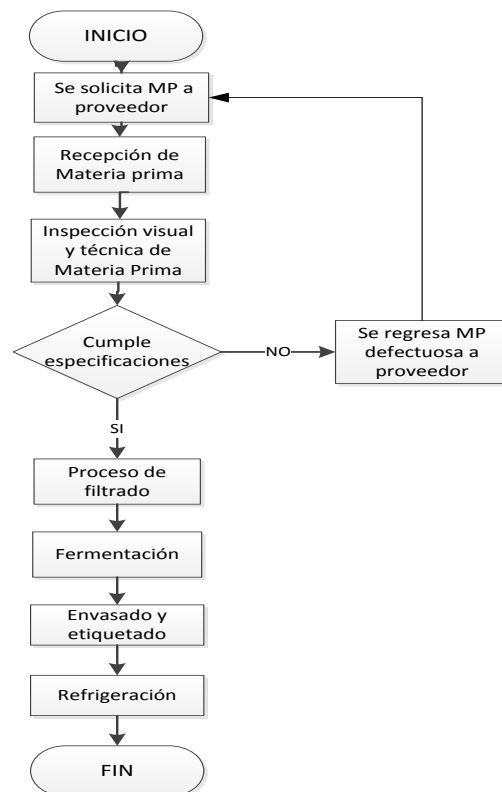 INICIO
Se solicita MP a
proveedor
Recepción de
Materia prima
Inspección visual
y técnica de
Materia Prima
Cumple
especificaciones
NO
Se regresa MP
defectuosa a
proveedor
SI
Proceso de
filtrado
Fermentación
Envasado y
etiquetado
Refrigeración
FIN